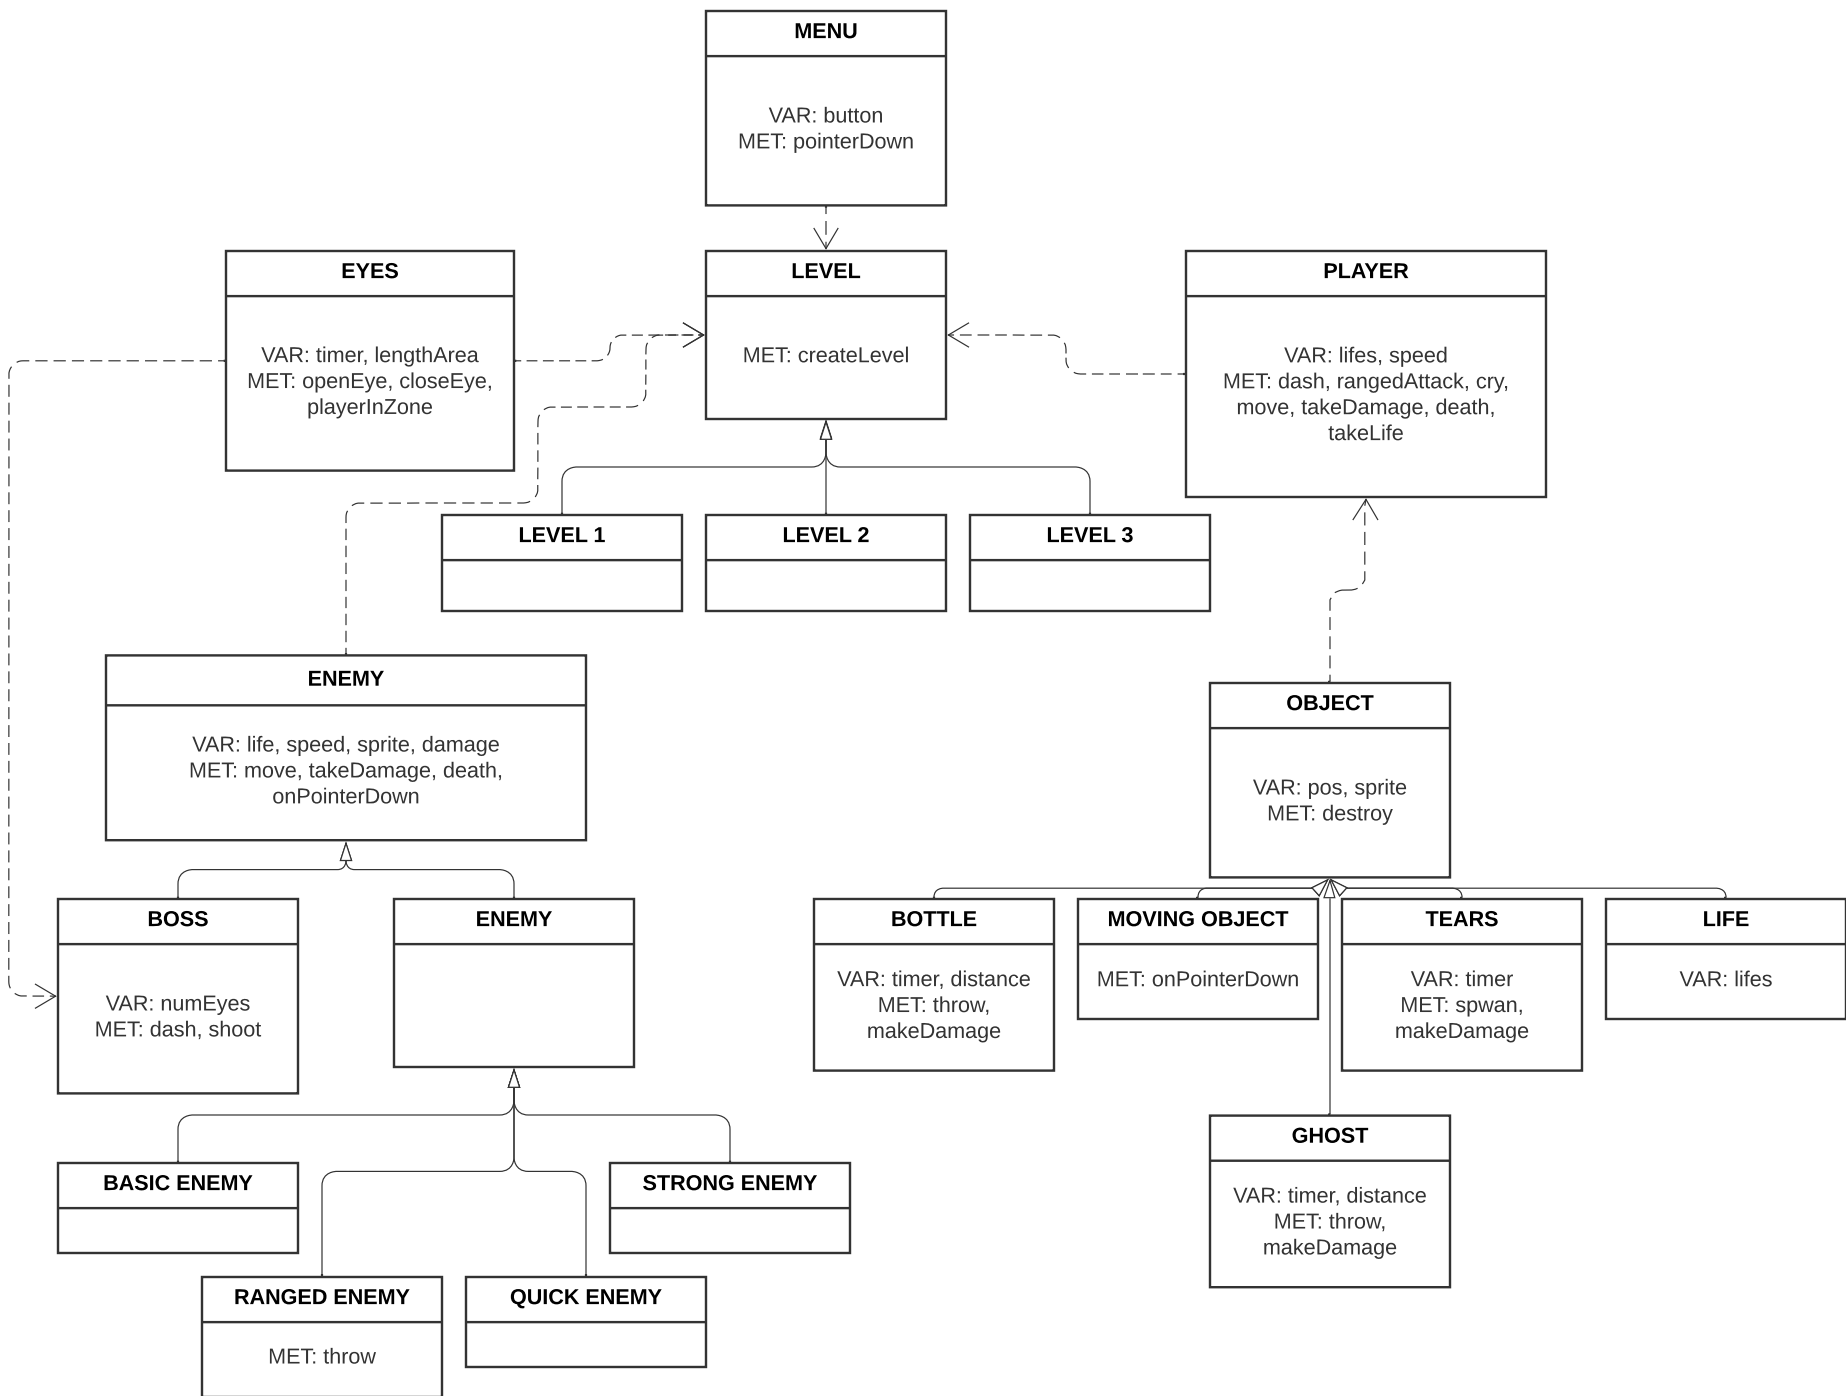 MENU
VAR: button
MET: pointerDown
EYES
VAR: timer, lengthArea
MET: openEye, closeEye,
playerInZone
LEVEL
MET: createLevel
PLAYER
VAR: lifes, speed
MET: dash, rangedAttack, cry,
move, takeDamage, death,
takeLife
LEVEL 1
LEVEL 2
LEVEL 3
ENEMY
VAR: life, speed, sprite, damage
MET: move, takeDamage, death,
onPointerDown
OBJECT
VAR: pos, sprite
MET: destroy
BOSS
VAR: numEyes
MET: dash, shoot
ENEMY
BOTTLE
VAR: timer, distance
MET: throw,
makeDamage
MOVING OBJECT
MET: onPointerDown
TEARS
VAR: timer
MET: spwan,
makeDamage
LIFE
VAR: lifes
BASIC ENEMY
STRONG ENEMY
GHOST
VAR: timer, distance
MET: throw,
makeDamage
RANGED ENEMY
MET: throw
QUICK ENEMY